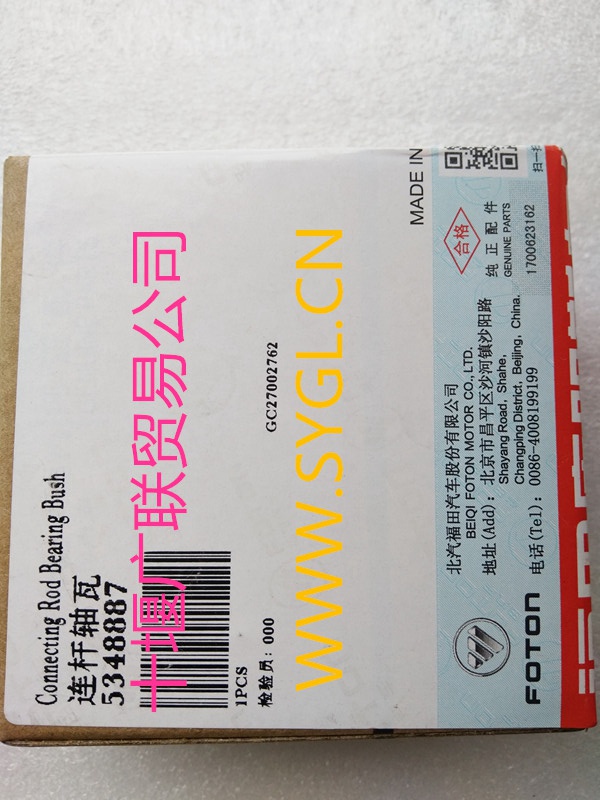 Connecting Rod Bearing Bush
连杆轴瓦
5348887
十堰广联贸易公司
1PCS
检验员: 000
GC27002762
WWW.SYGL.CN
MADE IN
扫一扫
合格
纯正配件
GENUINE PARTS
1700623162
北汽福田汽车股份有限公司
BEIQI FOTON MOTOR CO., LTD.
地址(Add): 北京市昌平区沙河镇沙阳路
Shayang Road, Shahe,
Changping District, Beijing, China.
电话(Tel): 0086-4008199199
FOTON